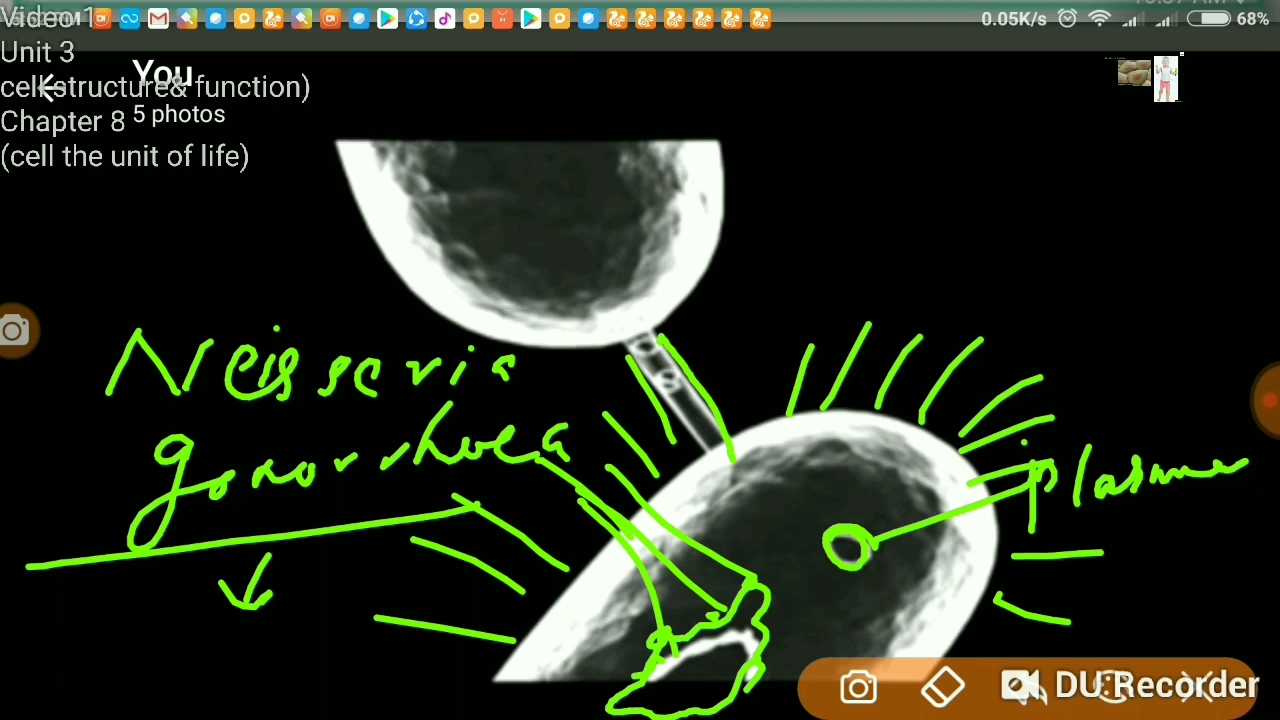 Video 1
0.05K/s 68%
Unit 3
You
cell structure& function)
5 photos
Chapter 8
(cell the unit of life)
Neisseria
gonorrhoea
DU Recorder